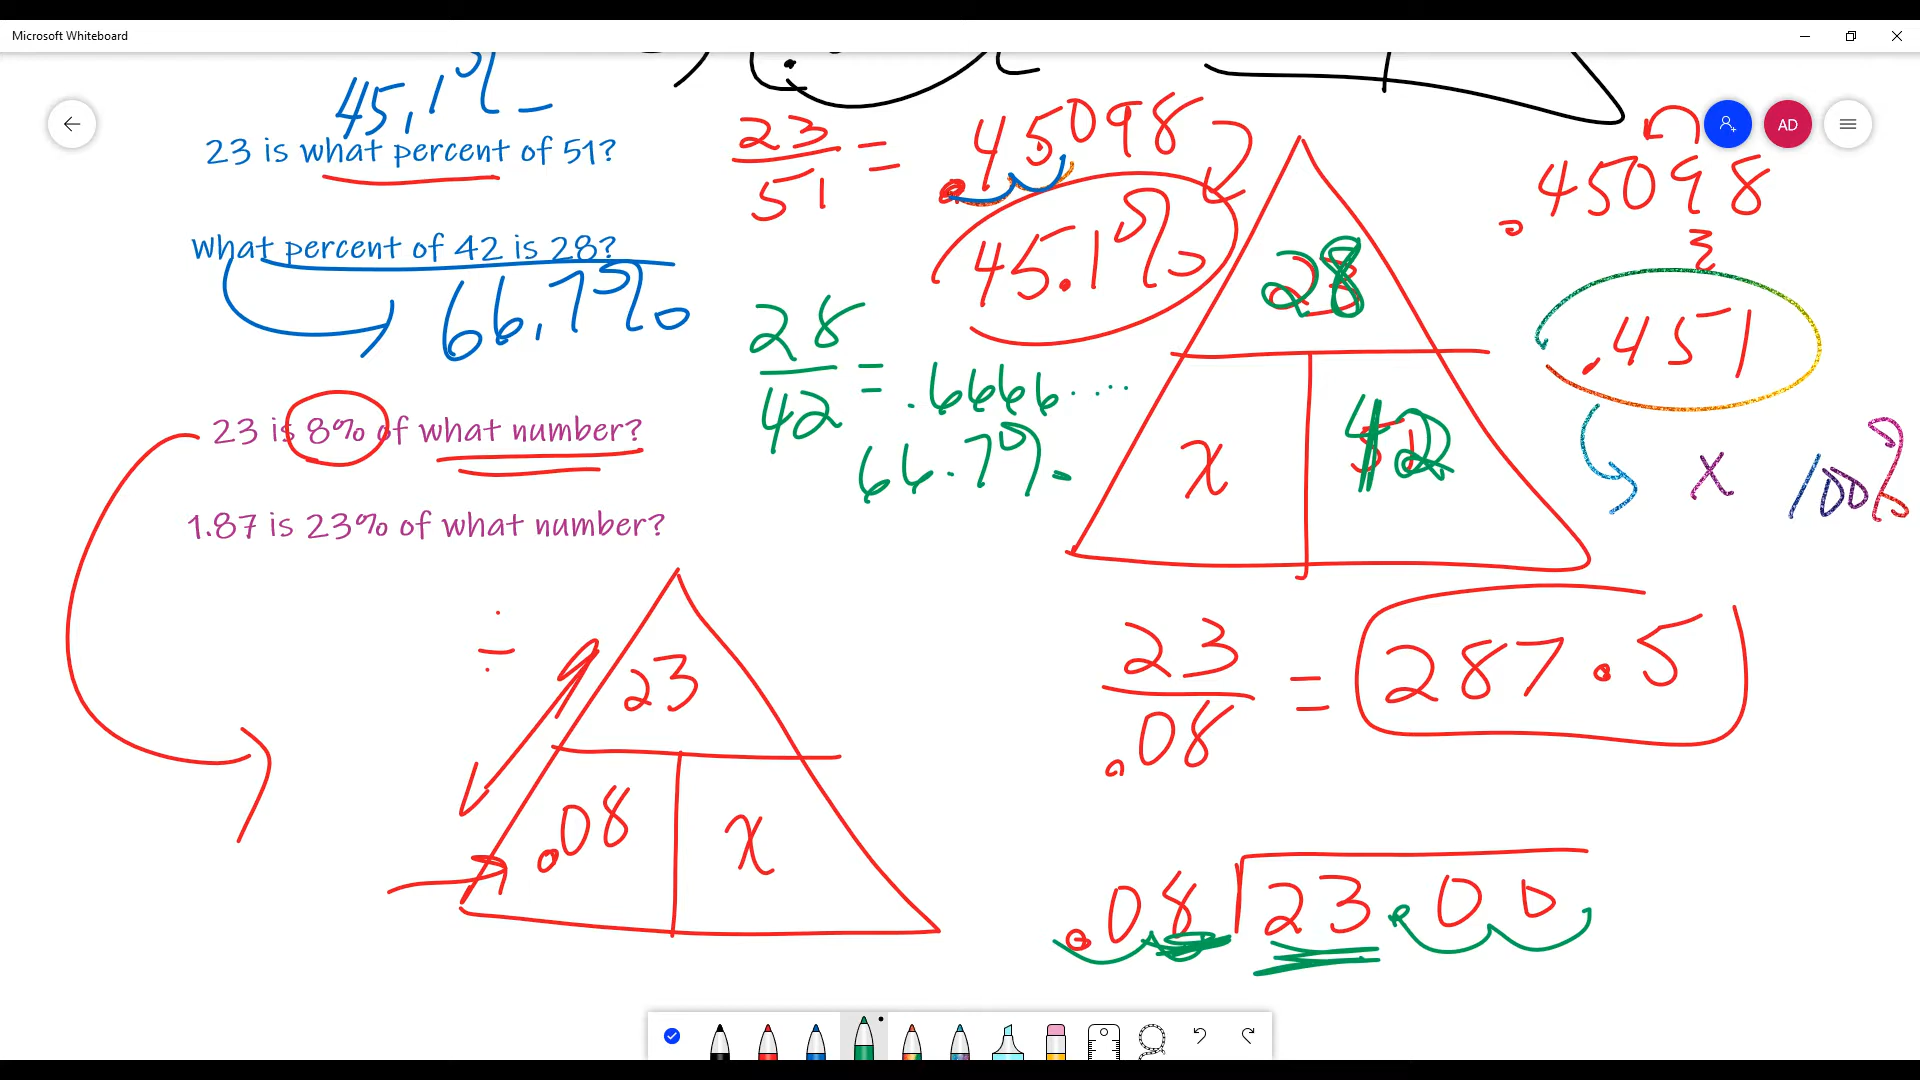 Microsoft Whiteboard
45.1%
23 is what percent of 51?
What percent of 42 is 28?
66.7%
23 is 8% of what number?
1.87 is 23% of what number?
23
51
=
.45098
45.1%
28
42
= .6666....
66.7%
28
x
42
AD
.45098
.451
x 100%
÷
23
.08
x
23
.08
=
287.5
.08
23.00